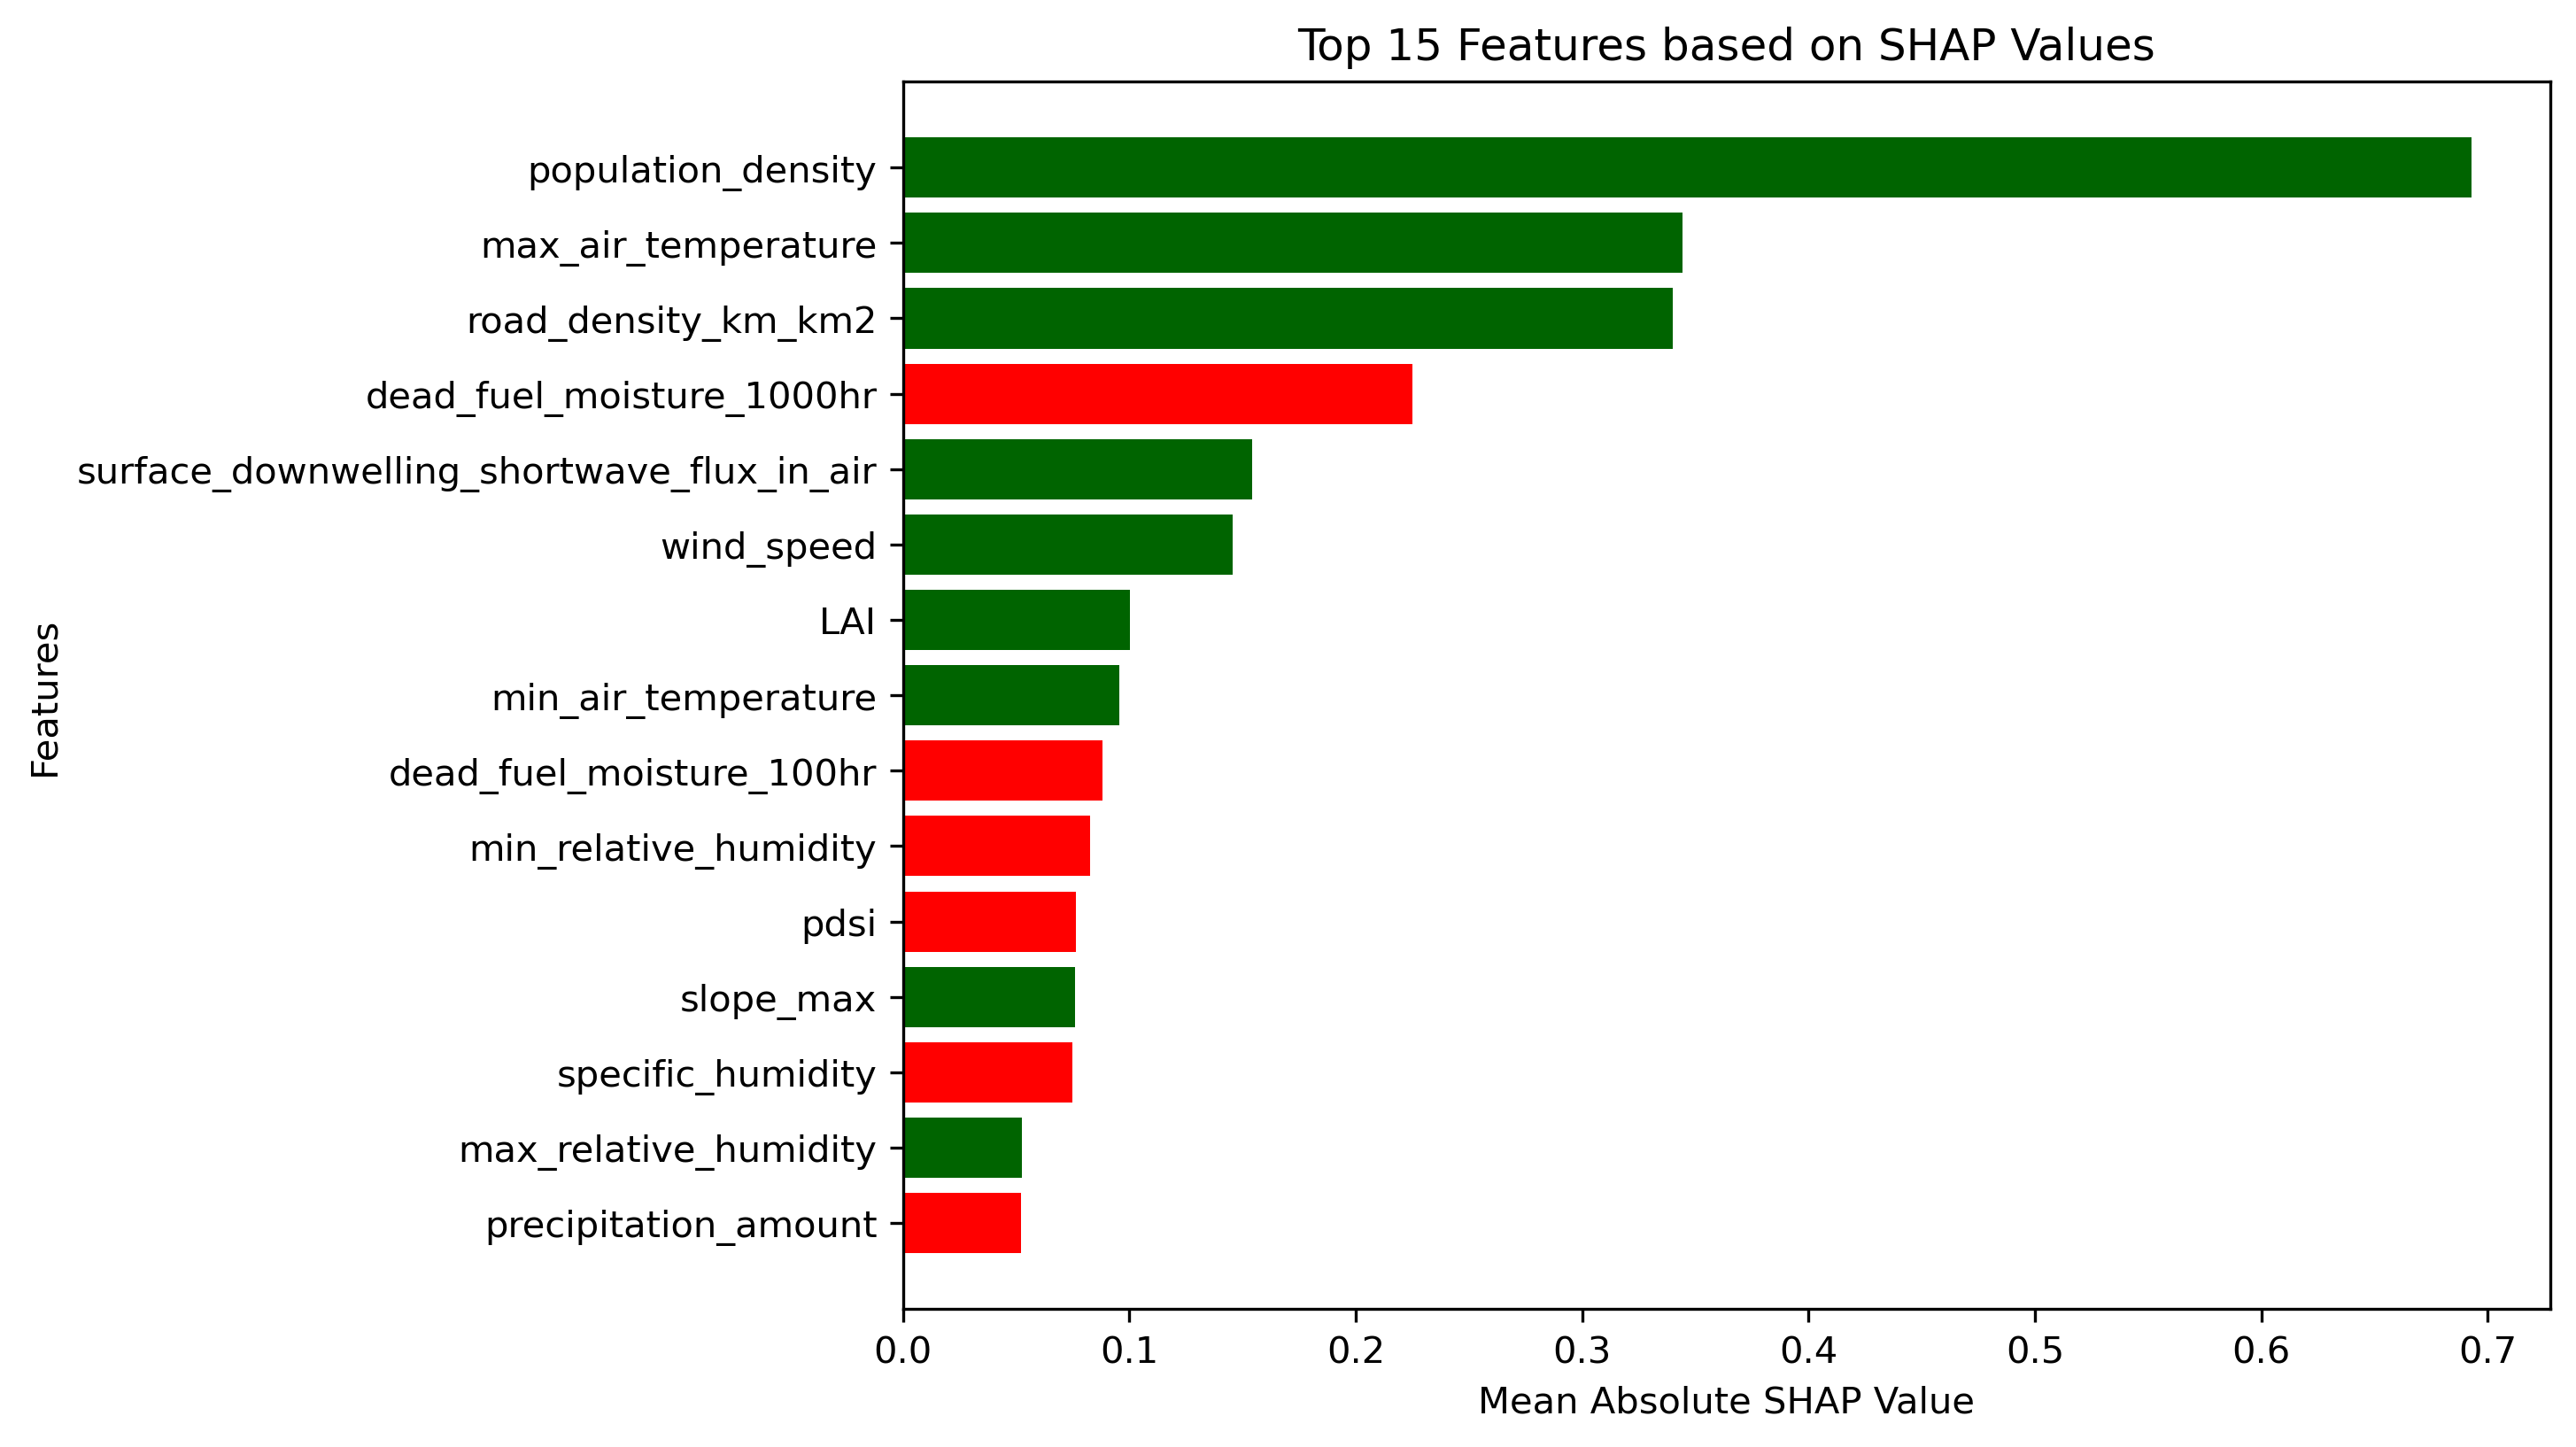 Top 15 Features based on SHAP Values
population_density
max_air_temperature
road_density_km_km2
dead_fuel_moisture_1000hr
surface_downwelling_shortwave_flux_in_air
wind_speed
LAI
min_air_temperature
dead_fuel_moisture_100hr
min_relative_humidity
pdsi
slope_max
specific_humidity
max_relative_humidity
precipitation_amount
Features
0.0 0.1 0.2 0.3 0.4 0.5 0.6 0.7
Mean Absolute SHAP Value